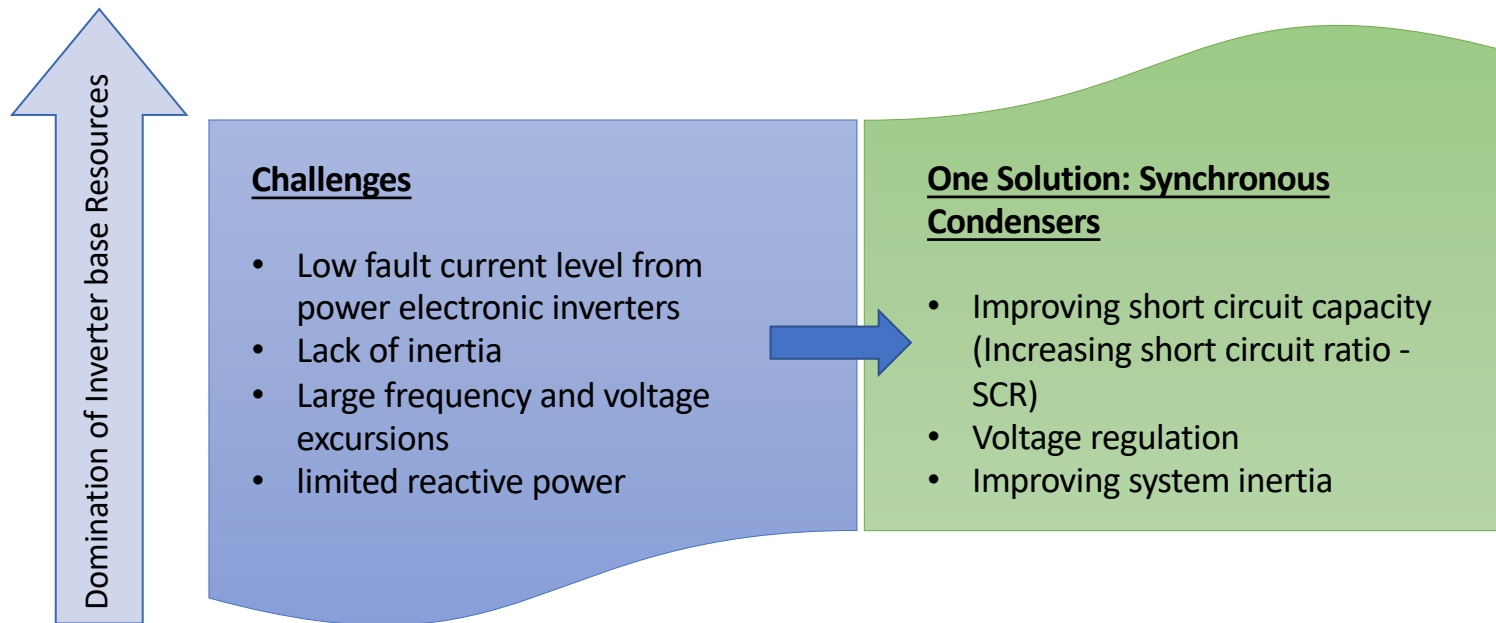 Domination of Inverter base Resources
Challenges
• Low fault current level from
power electronic inverters
• Lack of inertia
• Large frequency and voltage
excursions
• limited reactive power
One Solution: Synchronous
Condensers
• Improving short circuit capacity
(Increasing short circuit ratio -
SCR)
• Voltage regulation
• Improving system inertia